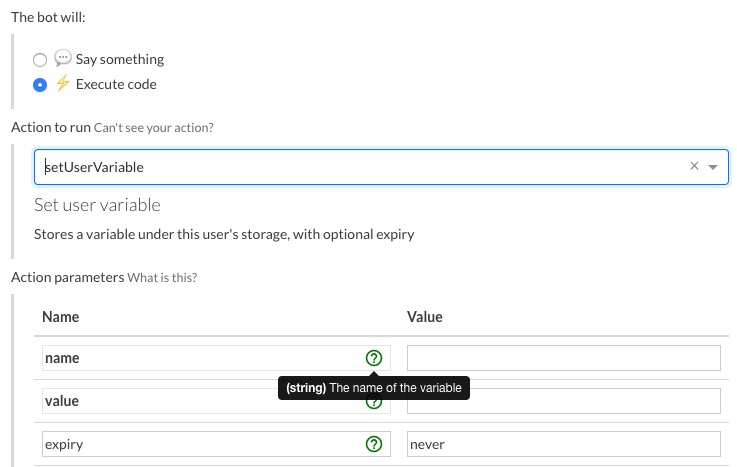 The bot will:
Say something
Execute code
Action to run Can't see your action?
setUserVariable
Set user variable
Stores a variable under this user's storage, with optional expiry
Action parameters What is this?
Name Value
name
(string) The name of the variable
value
expiry never